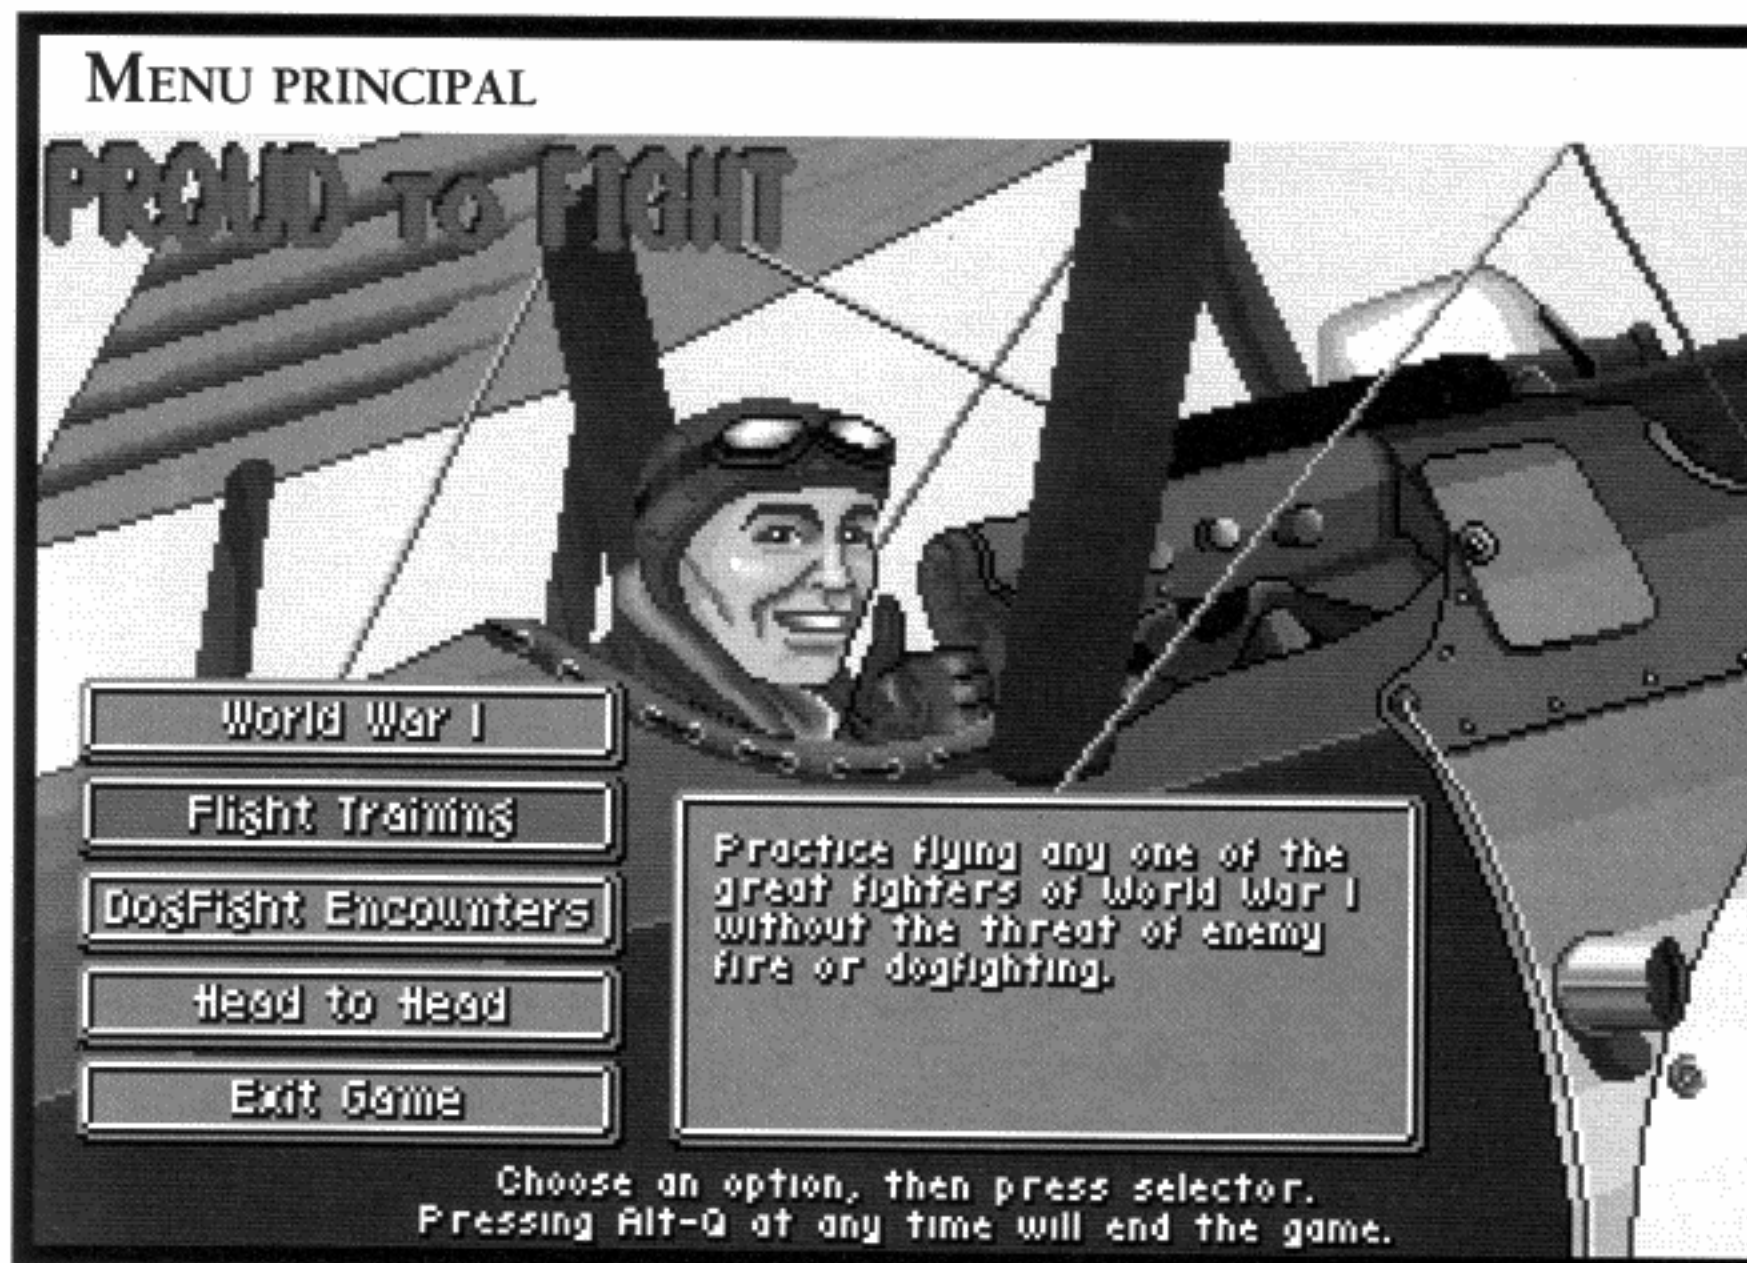 MENU PRINCIPAL
PROUD TO FIGHT
World War I
Flight Training
DogFight Encounters
Head to Head
Exit Game
Practice flying any one of the
great fighters of World War I
without the threat of enemy
fire or dogfighting.
Choose an option, then press selector.
Pressing Alt-Q at any time will end the game.